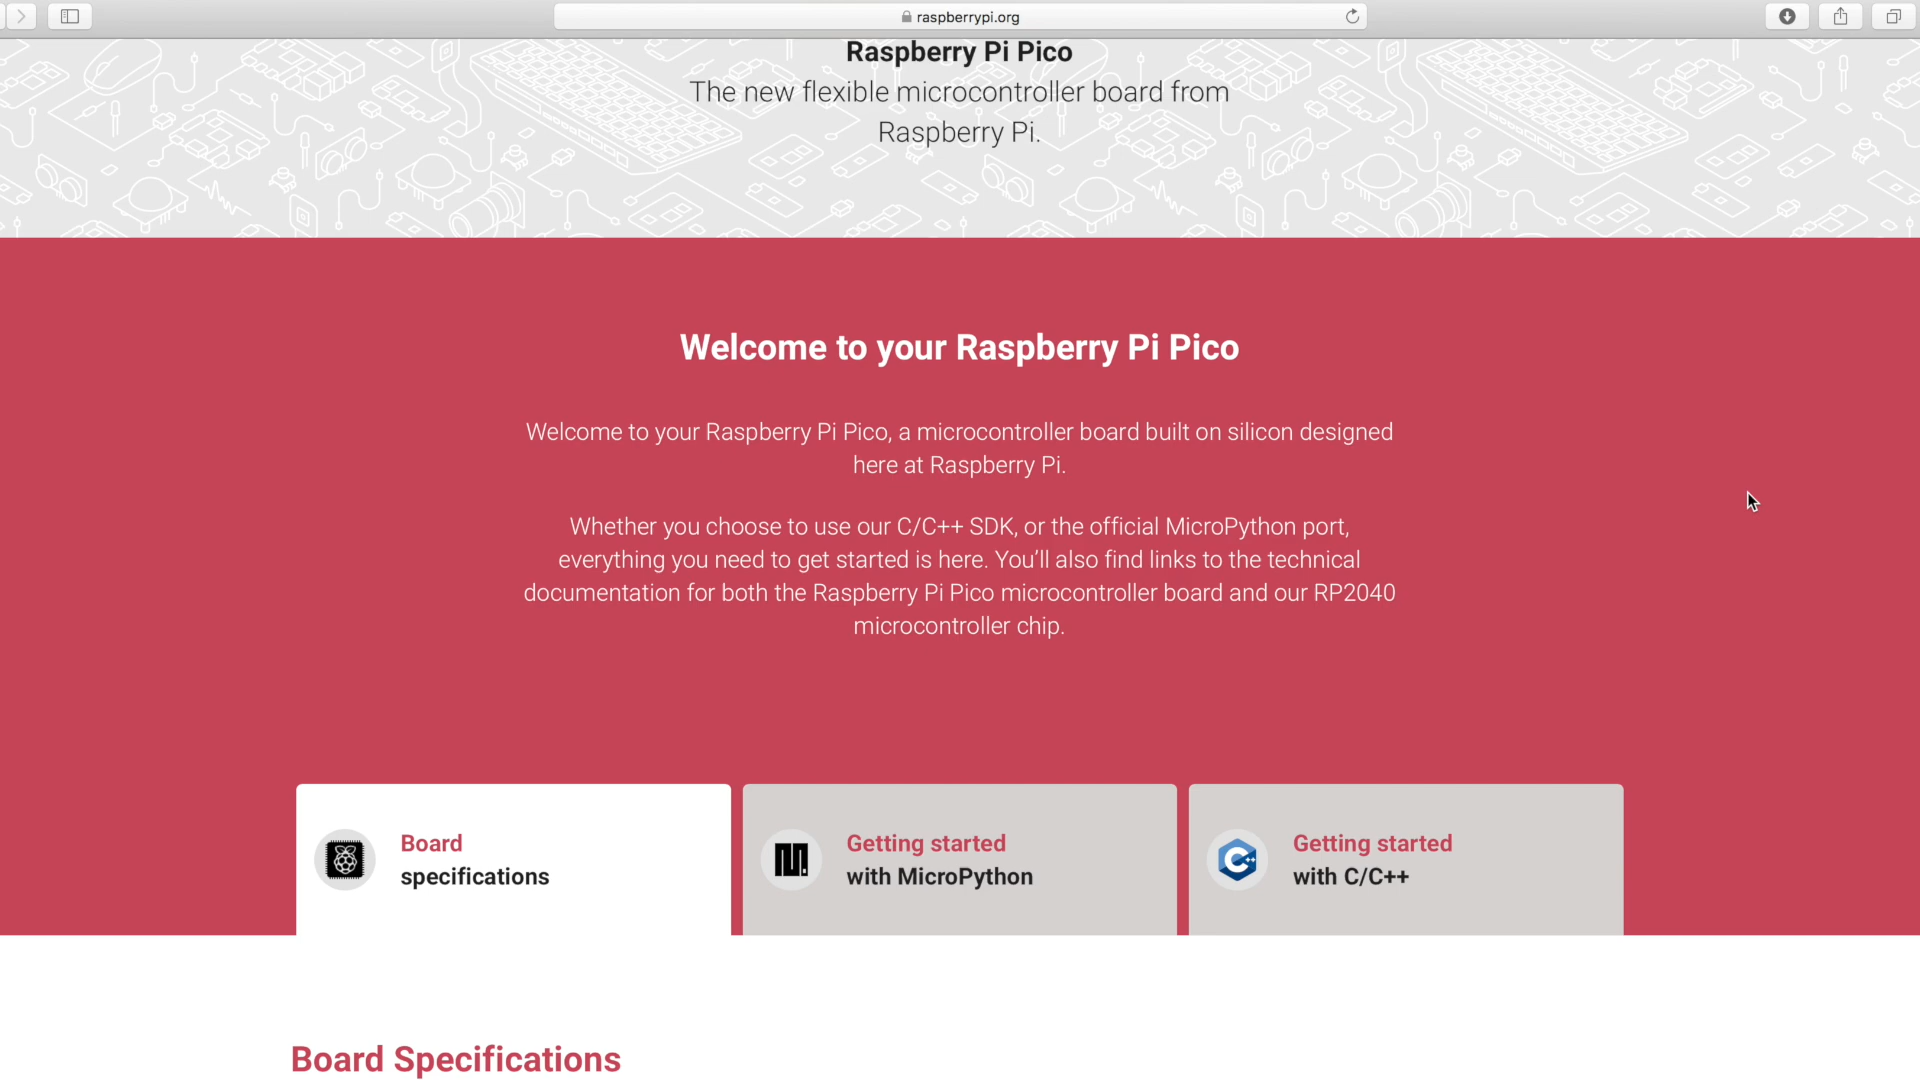 raspberrypi.org
Raspberry Pi Pico
The new flexible microcontroller board from
Raspberry Pi.
Welcome to your Raspberry Pi Pico
Welcome to your Raspberry Pi Pico, a microcontroller board built on silicon designed
here at Raspberry Pi.
Whether you choose to use our C/C++ SDK, or the official MicroPython port,
everything you need to get started is here. You’ll also find links to the technical
documentation for both the Raspberry Pi Pico microcontroller board and our RP2040
microcontroller chip.
Board
specifications
Getting started
with MicroPython
Getting started
with C/C++
Board Specifications